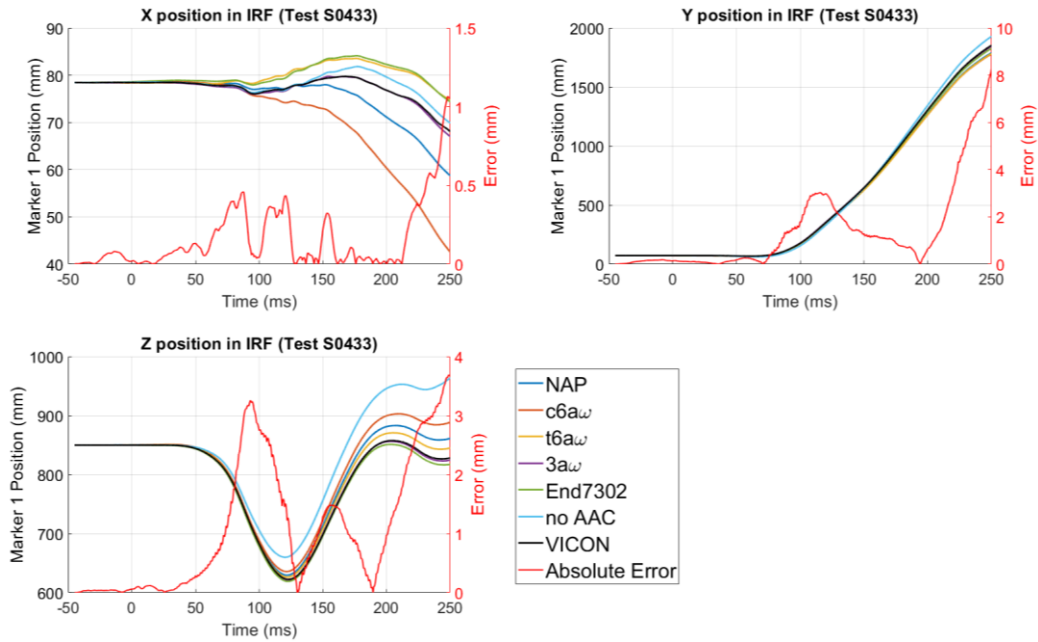 X position in IRF (Test S0433)
90
80
70
60
50
40
1.5
1
0.5
0
-50 0 50 100 150 200 250
Time (ms)
Marker 1 Position (mm)
Error (mm)
Y position in IRF (Test S0433)
2000
1500
1000
500
0
10
8
6
4
2
0
-50 0 50 100 150 200 250
Time (ms)
Marker 1 Position (mm)
Error (mm)
Z position in IRF (Test S0433)
1000
900
800
700
600
4
3
2
1
0
-50 0 50 100 150 200 250
Time (ms)
Marker 1 Position (mm)
Error (mm)
NAP
c6aω
t6aω
3aω
End7302
no AAC
VICON
Absolute Error